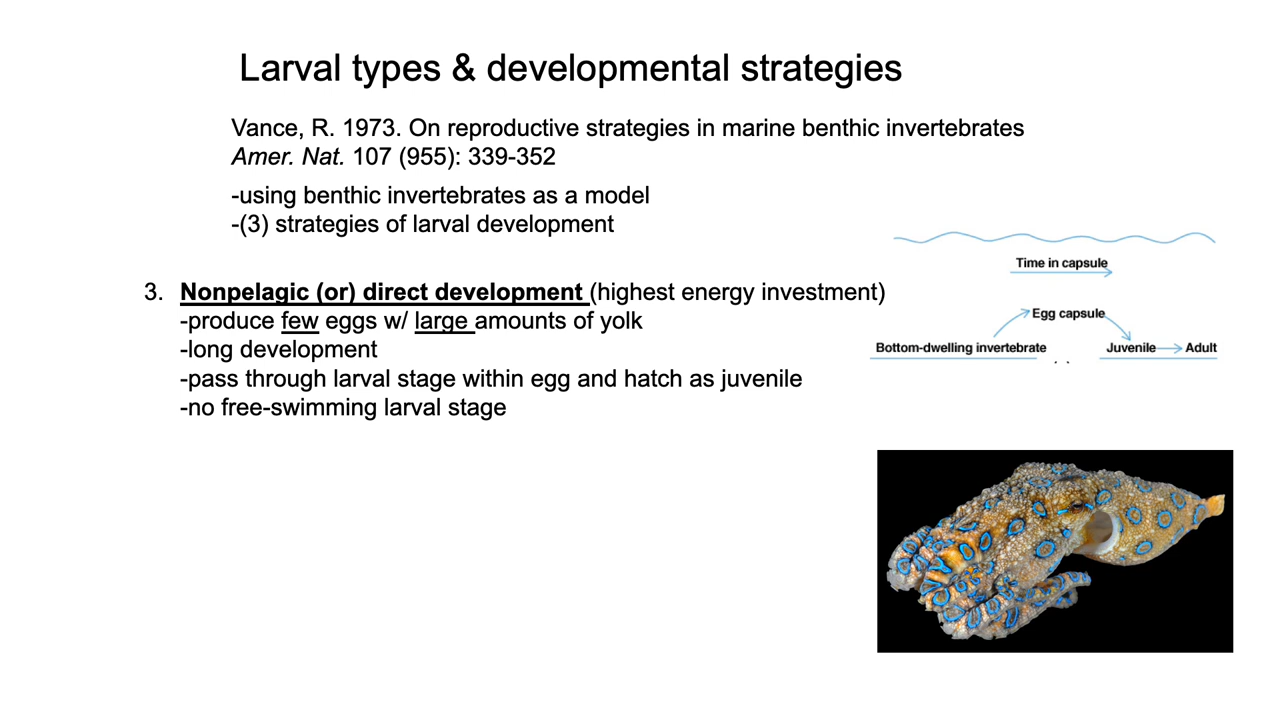 Larval types & developmental strategies
Vance, R. 1973. On reproductive strategies in marine benthic invertebrates
Amer. Nat. 107 (955): 339-352
-using benthic invertebrates as a model
-(3) strategies of larval development
3. Nonpelagic (or) direct development (highest energy investment)
-produce few eggs w/ large amounts of yolk
-long development
-pass through larval stage within egg and hatch as juvenile
-no free-swimming larval stage
Time in capsule
Egg capsule
Bottom-dwelling invertebrate Juvenile Adult